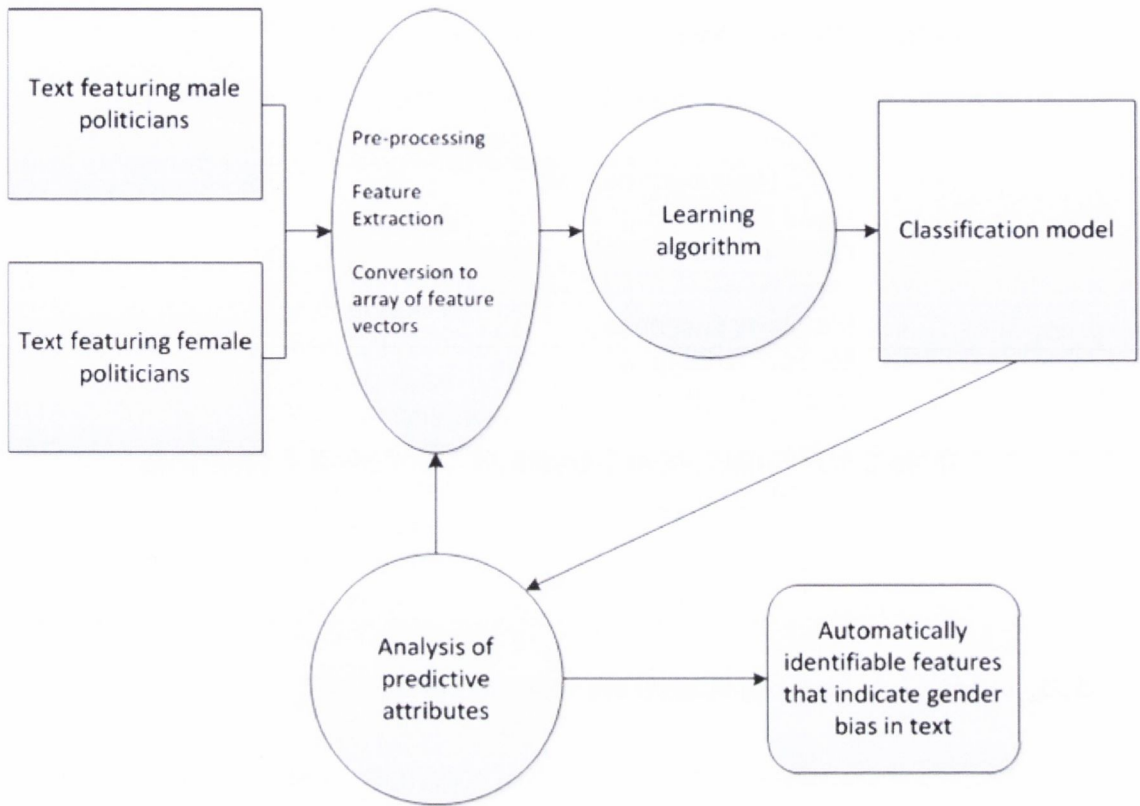 Text featuring male
politicians
Text featuring female
politicians
Pre-processing
Feature
Extraction
Conversion to
array of feature
vectors
Learning
algorithm
Classification model
Analysis of
predictive
attributes
Automatically
identifiable features
that indicate gender
bias in text